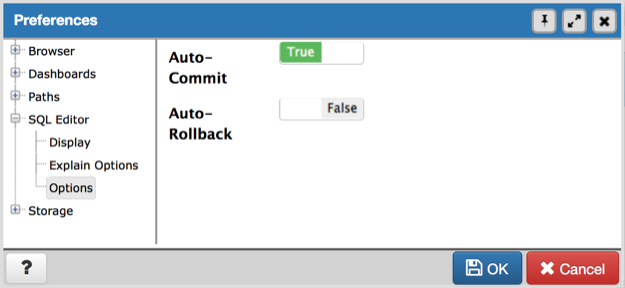 Preferences
Browser
Dashboards
Paths
SQL Editor
Display
Explain Options
Options
Storage
Auto-
Commit
True
Auto-
Rollback
False
?
OK
Cancel